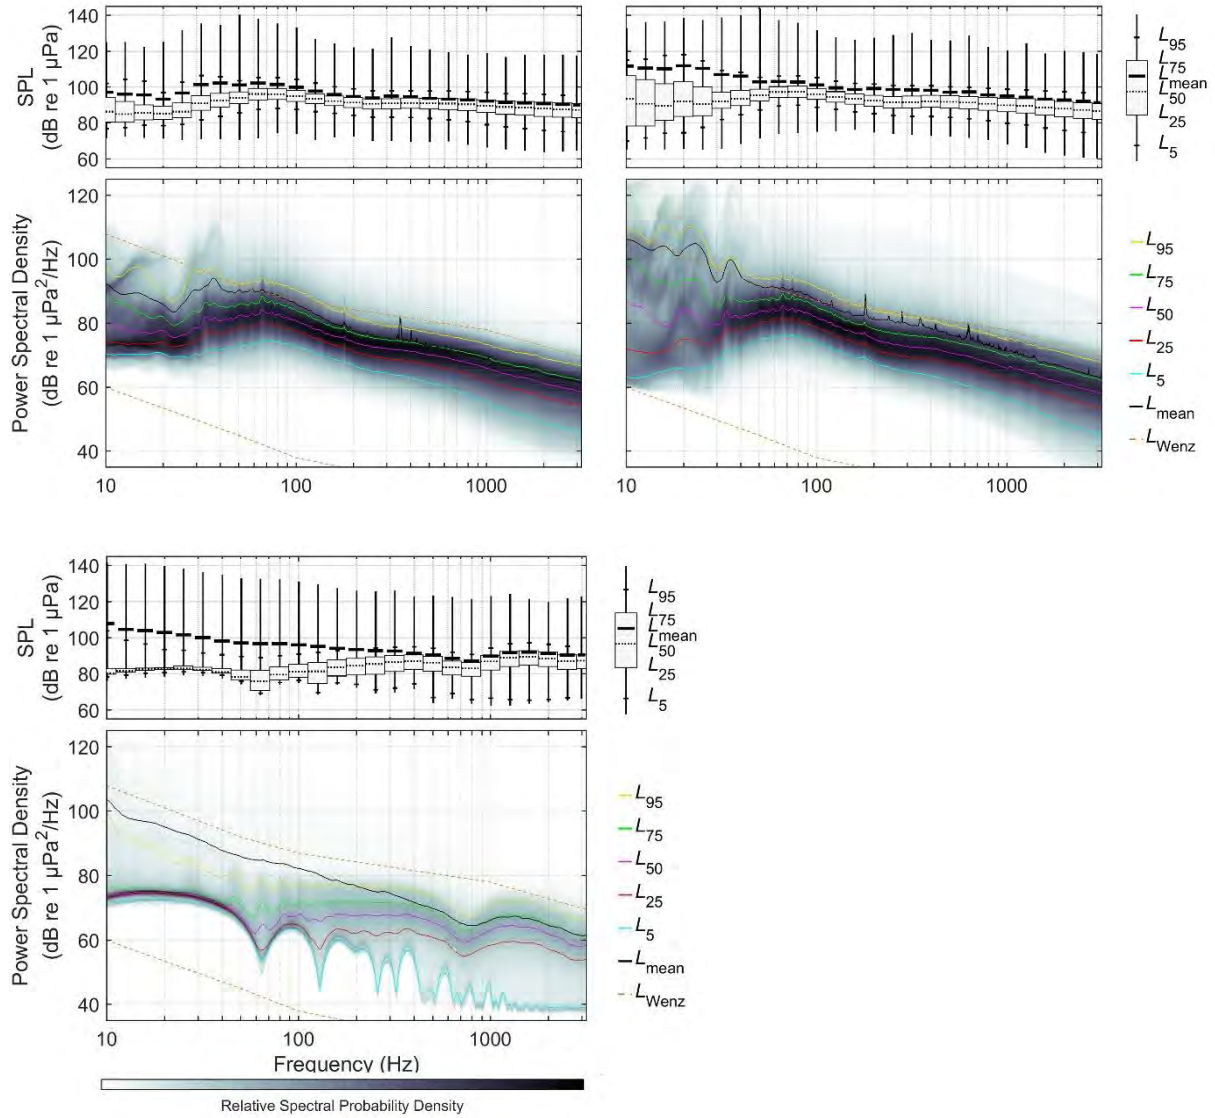 140
120
100
80
60
SPL
(dB re 1 µPa)
140
120
100
80
60
L95
L75
Lmean
L50
L25
L5
120
100
80
60
40
Power Spectral Density
(dB re 1 µPa²/Hz)
10 100 1000
120
100
80
60
40
10 100 1000
L95
L75
L50
L25
L5
Lmean
LWenz
140
120
100
80
60
SPL
(dB re 1 µPa)
L95
L75
Lmean
L50
L25
L5
120
100
80
60
40
Power Spectral Density
(dB re 1 µPa²/Hz)
10 100 1000
Frequency (Hz)
L95
L75
L50
L25
L5
Lmean
LWenz
Relative Spectral Probability Density